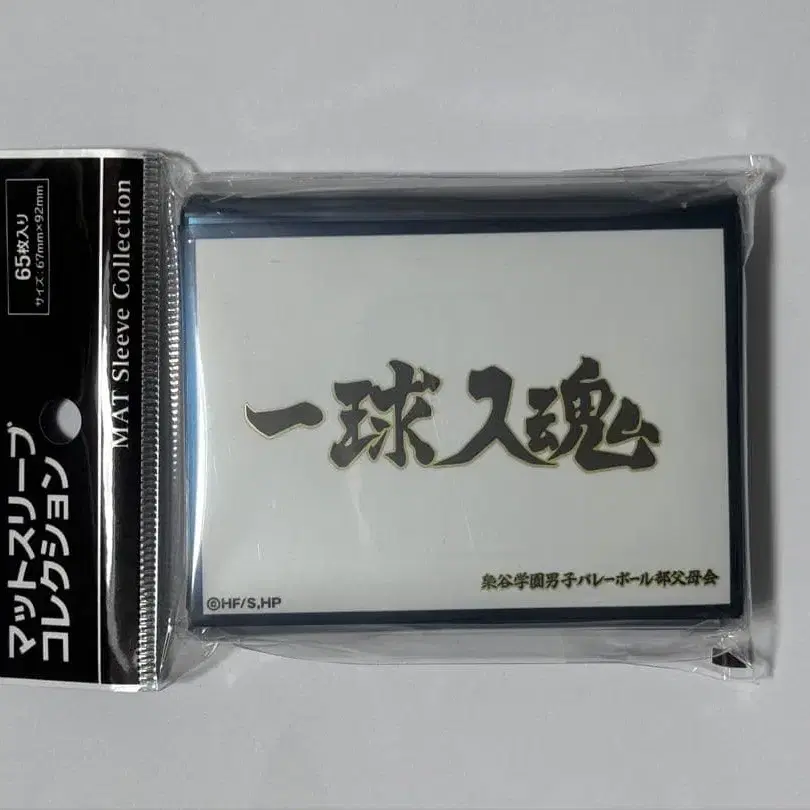 65枚入り
サイズ：67mm×92mm
MAT Sleeve Collection
マットスリーブ
コレクション
一球入魂
梟谷学園男子バレーボール部父母会
©HF/S,HP